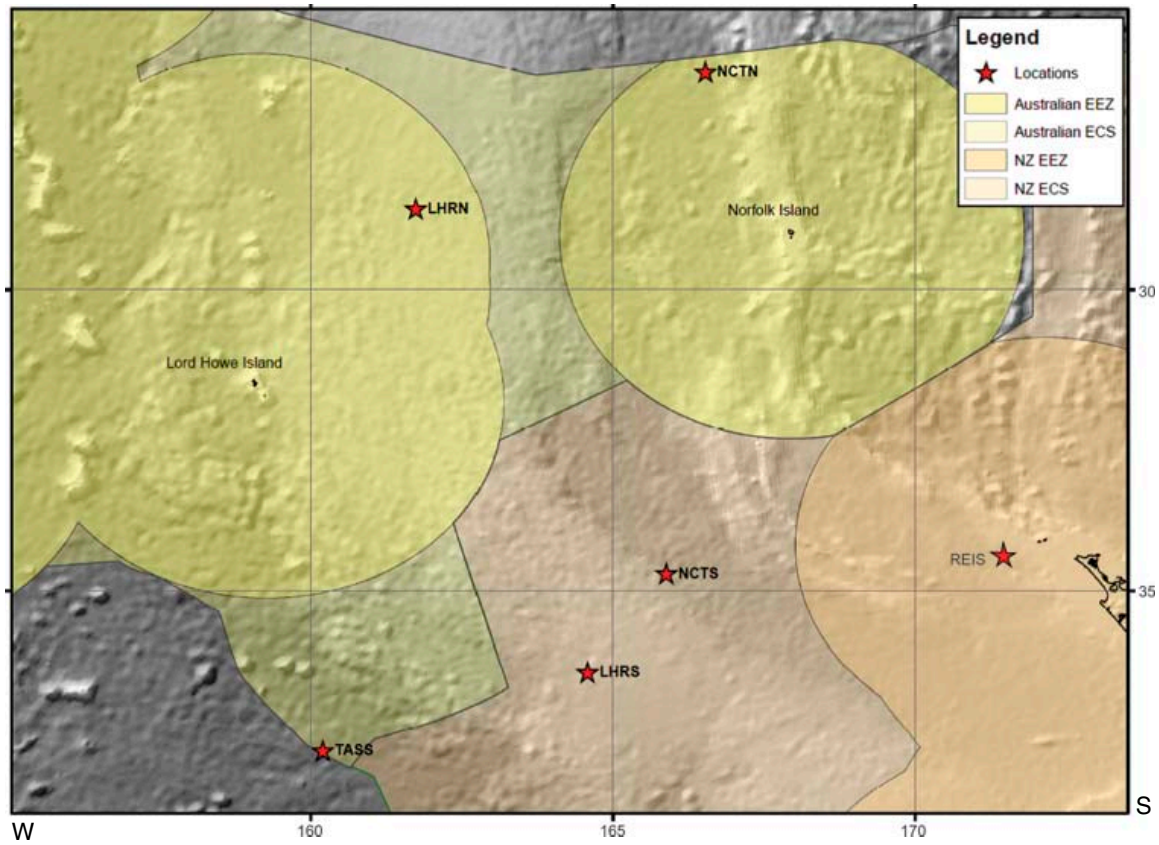 Legend
Locations
Australian EEZ
Australian ECS
NZ EEZ
NZ ECS
NCTN
LHRN
Norfolk Island
30
Lord Howe Island
REIS
NCTS
35
LHRS
TASS
S
W
160
165
170